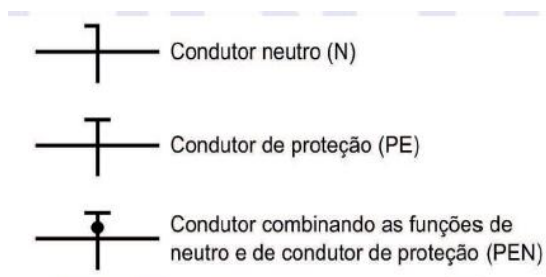 Condutor neutro (N)
Condutor de proteção (PE)
Condutor combinando as funções de
neutro e de condutor de proteção (PEN)